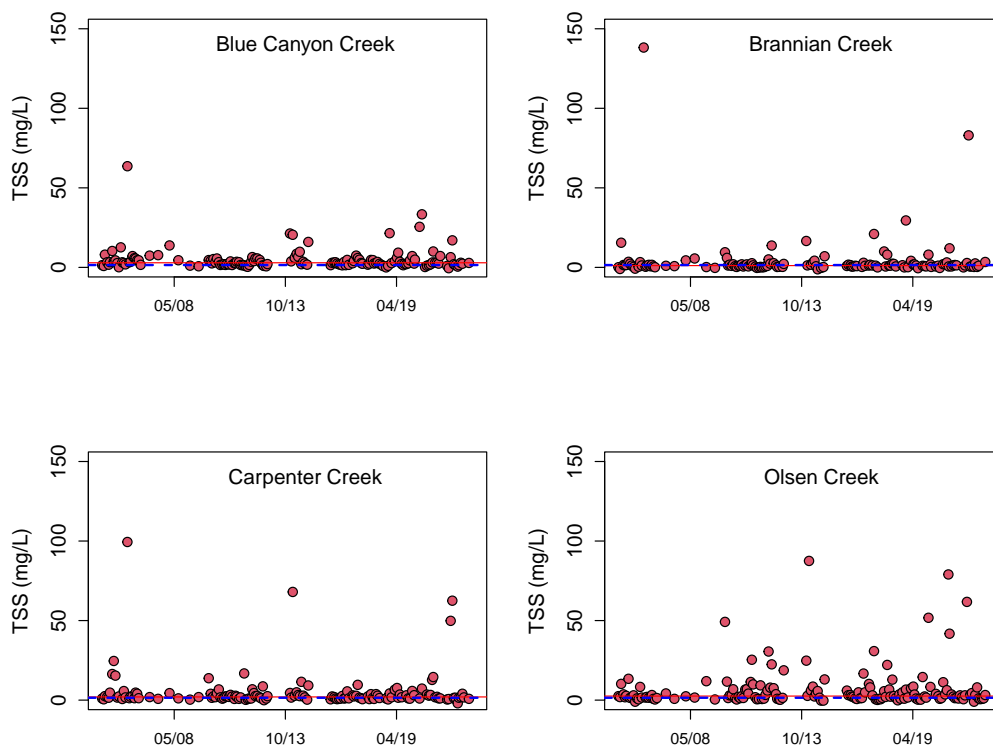 Blue Canyon Creek
TSS (mg/L)
150
100
50
0
05/08 10/13 04/19
Brannian Creek
TSS (mg/L)
150
100
50
0
05/08 10/13 04/19
Carpenter Creek
TSS (mg/L)
150
100
50
0
05/08 10/13 04/19
Olsen Creek
TSS (mg/L)
150
100
50
0
05/08 10/13 04/19